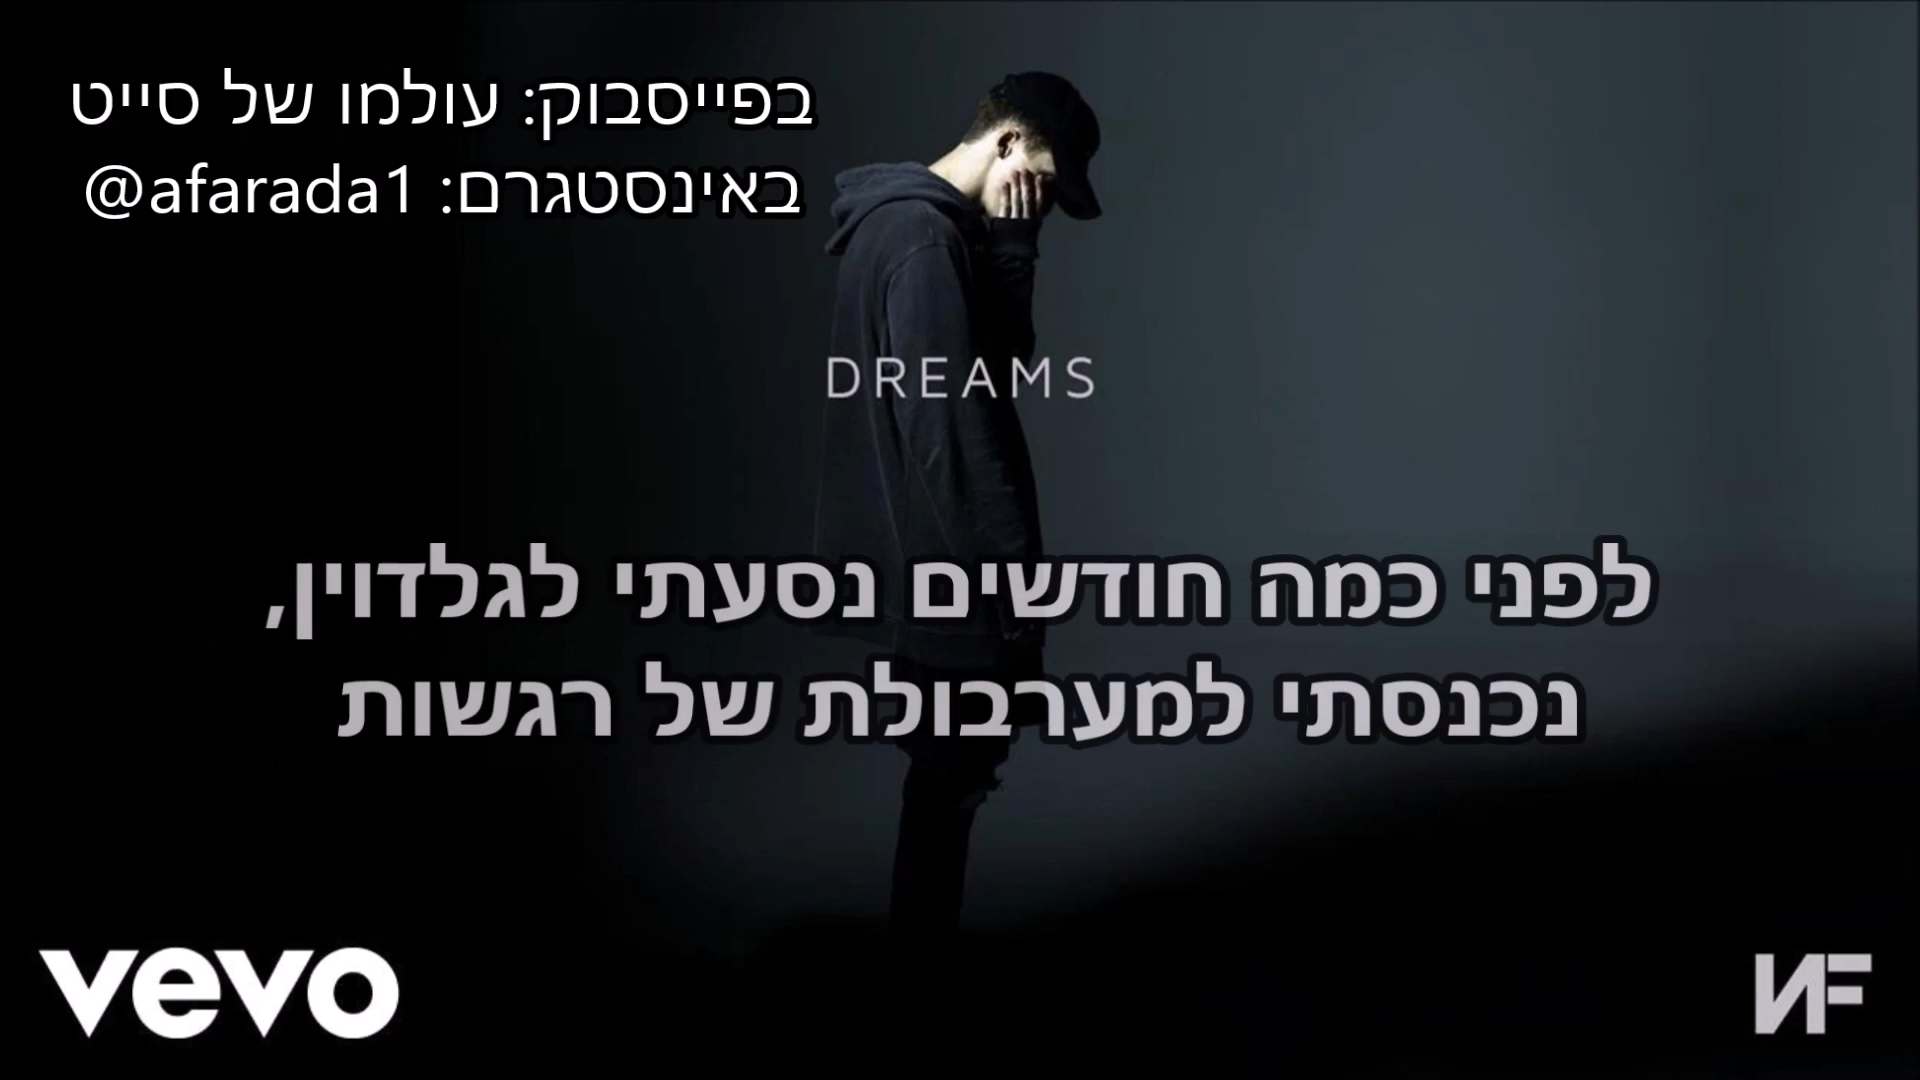 בפייסבוק: עולמו של סייט
באינסטגרם: @afarada1
DREAMS
לפני כמה חודשים נסעתי לגלדוין,
נכנסתי למערבולת של רגשות
vevo
NF